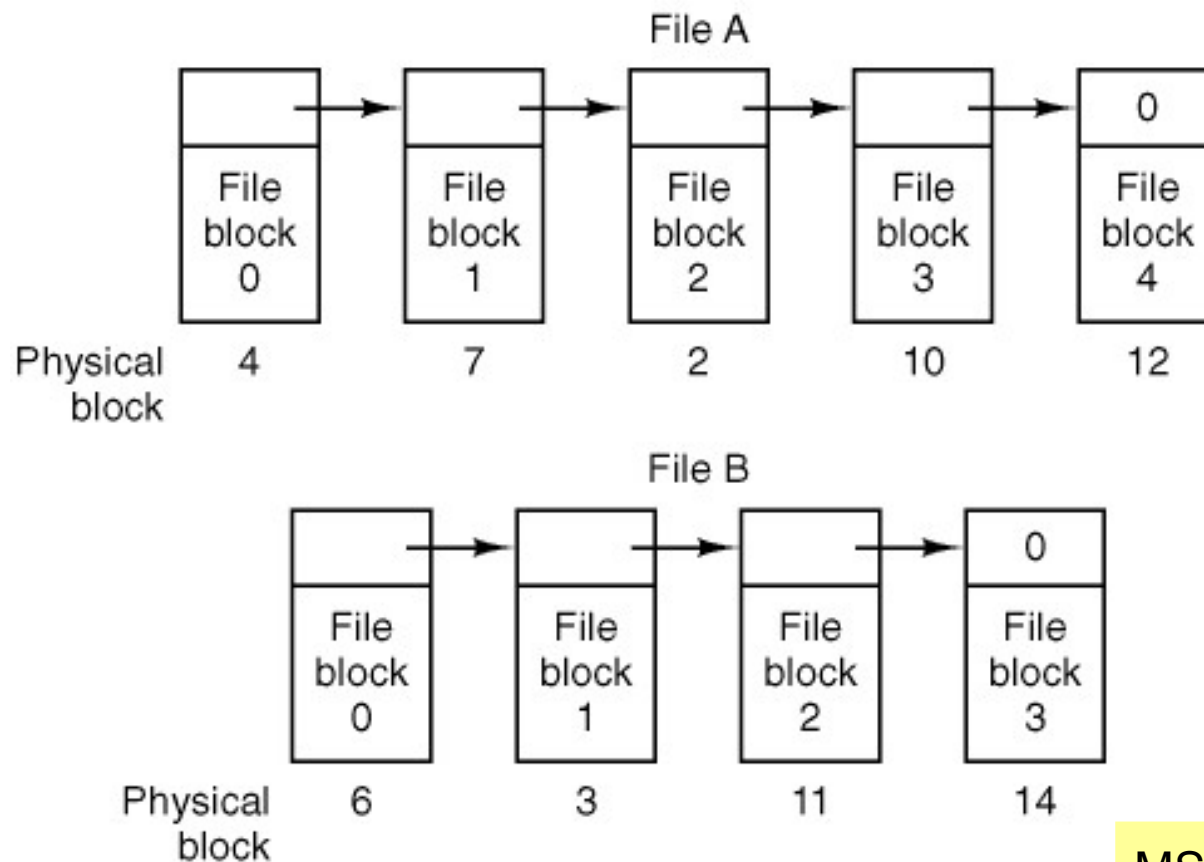 File A
0
File File File File File
block block block block block
0 1 2 3 4
Physical 4 7 2 10 12
block
File B
0
File File File File
block block block block
0 1 2 3
Physical 6 3 11 14
block